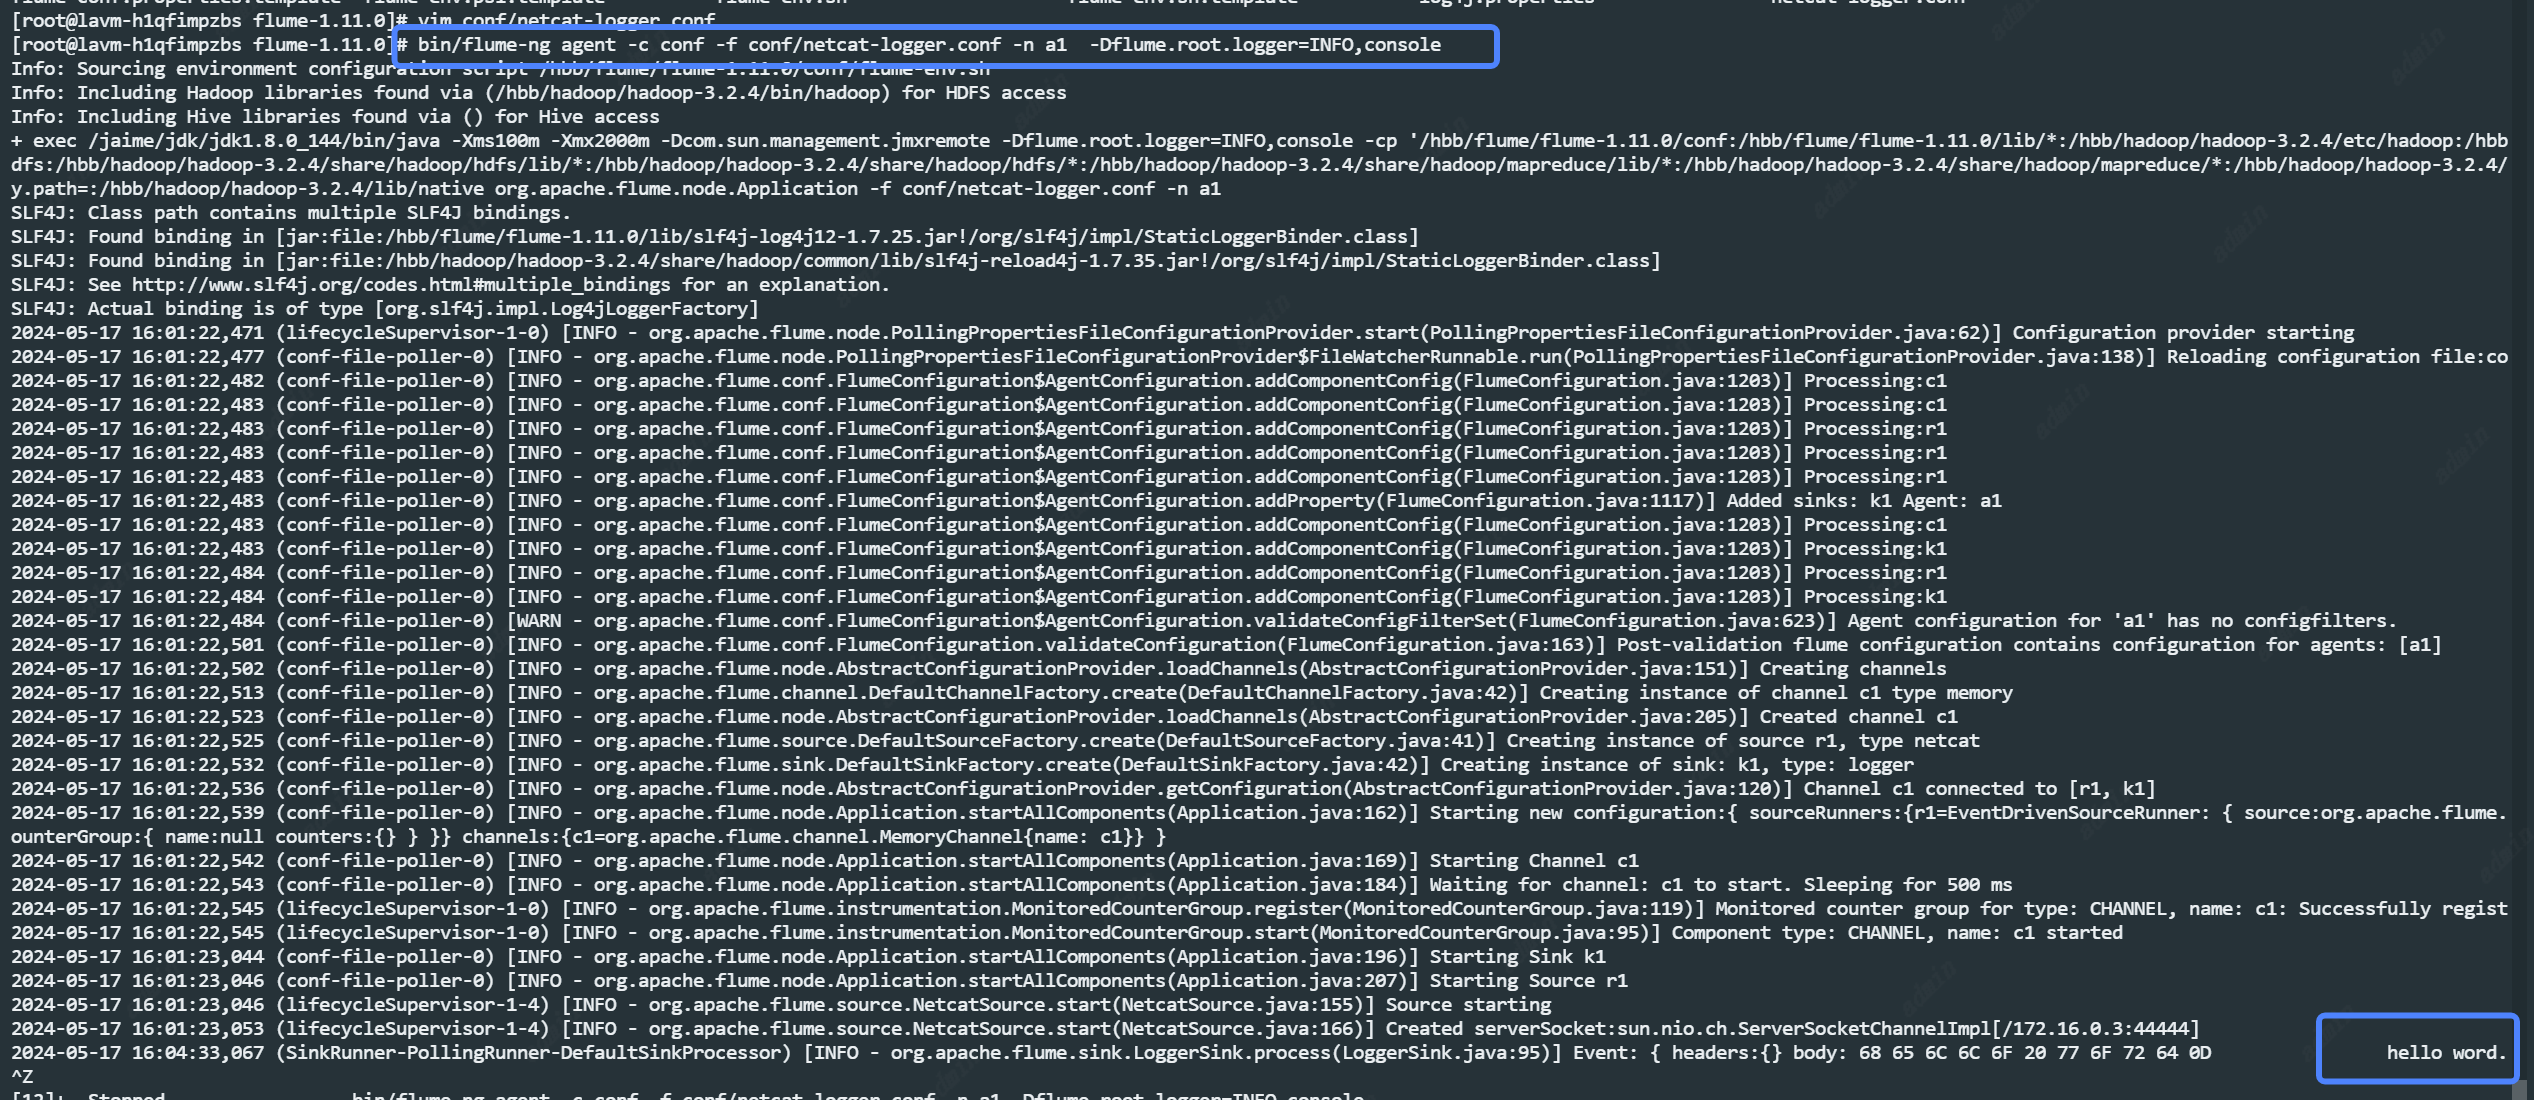 [root@lavm-h1qfimpzbs flume-1.11.0]# vim conf/netcat-logger.conf
[root@lavm-h1qfimpzbs flume-1.11.0]# bin/flume-ng agent -c conf -f conf/netcat-logger.conf -n a1  -Dflume.root.logger=INFO,console
Info: Sourcing environment configuration script /hbb/flume/flume-1.11.0/conf/flume-env.sh
Info: Including Hadoop libraries found via (/hbb/hadoop/hadoop-3.2.4/bin/hadoop) for HDFS access
Info: Including Hive libraries found via () for Hive access
+ exec /jaime/jdk/jdk1.8.0_144/bin/java -Xms100m -Xmx2000m -Dcom.sun.management.jmxremote -Dflume.root.logger=INFO,console -cp '/hbb/flume/flume-1.11.0/conf:/hbb/flume/flume-1.11.0/lib/*:/hbb/hadoop/hadoop-3.2.4/etc/hadoop:/hbb
dfs:/hbb/hadoop/hadoop-3.2.4/share/hadoop/hdfs/lib/*:/hbb/hadoop/hadoop-3.2.4/share/hadoop/hdfs/*:/hbb/hadoop/hadoop-3.2.4/share/hadoop/mapreduce/lib/*:/hbb/hadoop/hadoop-3.2.4/share/hadoop/mapreduce/*:/hbb/hadoop/hadoop-3.2.4/
y.path=:/hbb/hadoop/hadoop-3.2.4/lib/native org.apache.flume.node.Application -f conf/netcat-logger.conf -n a1
SLF4J: Class path contains multiple SLF4J bindings.
SLF4J: Found binding in [jar:file:/hbb/flume/flume-1.11.0/lib/slf4j-log4j12-1.7.25.jar!/org/slf4j/impl/StaticLoggerBinder.class]
SLF4J: Found binding in [jar:file:/hbb/hadoop/hadoop-3.2.4/share/hadoop/common/lib/slf4j-reload4j-1.7.35.jar!/org/slf4j/impl/StaticLoggerBinder.class]
SLF4J: See http://www.slf4j.org/codes.html#multiple_bindings for an explanation.
SLF4J: Actual binding is of type [org.slf4j.impl.Log4jLoggerFactory]
2024-05-17 16:01:22,471 (lifecycleSupervisor-1-0) [INFO - org.apache.flume.node.PollingPropertiesFileConfigurationProvider.start(PollingPropertiesFileConfigurationProvider.java:62)] Configuration provider starting
2024-05-17 16:01:22,477 (conf-file-poller-0) [INFO - org.apache.flume.node.PollingPropertiesFileConfigurationProvider$FileWatcherRunnable.run(PollingPropertiesFileConfigurationProvider.java:138)] Reloading configuration file:co
2024-05-17 16:01:22,482 (conf-file-poller-0) [INFO - org.apache.flume.conf.FlumeConfiguration$AgentConfiguration.addComponentConfig(FlumeConfiguration.java:1203)] Processing:c1
2024-05-17 16:01:22,483 (conf-file-poller-0) [INFO - org.apache.flume.conf.FlumeConfiguration$AgentConfiguration.addComponentConfig(FlumeConfiguration.java:1203)] Processing:c1
2024-05-17 16:01:22,483 (conf-file-poller-0) [INFO - org.apache.flume.conf.FlumeConfiguration$AgentConfiguration.addComponentConfig(FlumeConfiguration.java:1203)] Processing:r1
2024-05-17 16:01:22,483 (conf-file-poller-0) [INFO - org.apache.flume.conf.FlumeConfiguration$AgentConfiguration.addComponentConfig(FlumeConfiguration.java:1203)] Processing:r1
2024-05-17 16:01:22,483 (conf-file-poller-0) [INFO - org.apache.flume.conf.FlumeConfiguration$AgentConfiguration.addComponentConfig(FlumeConfiguration.java:1203)] Processing:r1
2024-05-17 16:01:22,483 (conf-file-poller-0) [INFO - org.apache.flume.conf.FlumeConfiguration$AgentConfiguration.addProperty(FlumeConfiguration.java:1117)] Added sinks: k1 Agent: a1
2024-05-17 16:01:22,483 (conf-file-poller-0) [INFO - org.apache.flume.conf.FlumeConfiguration$AgentConfiguration.addComponentConfig(FlumeConfiguration.java:1203)] Processing:c1
2024-05-17 16:01:22,483 (conf-file-poller-0) [INFO - org.apache.flume.conf.FlumeConfiguration$AgentConfiguration.addComponentConfig(FlumeConfiguration.java:1203)] Processing:k1
2024-05-17 16:01:22,484 (conf-file-poller-0) [INFO - org.apache.flume.conf.FlumeConfiguration$AgentConfiguration.addComponentConfig(FlumeConfiguration.java:1203)] Processing:r1
2024-05-17 16:01:22,484 (conf-file-poller-0) [INFO - org.apache.flume.conf.FlumeConfiguration$AgentConfiguration.addComponentConfig(FlumeConfiguration.java:1203)] Processing:k1
2024-05-17 16:01:22,484 (conf-file-poller-0) [WARN - org.apache.flume.conf.FlumeConfiguration$AgentConfiguration.validateConfigFilterSet(FlumeConfiguration.java:623)] Agent configuration for 'a1' has no configfilters.
2024-05-17 16:01:22,501 (conf-file-poller-0) [INFO - org.apache.flume.conf.FlumeConfiguration.validateConfiguration(FlumeConfiguration.java:163)] Post-validation flume configuration contains configuration for agents: [a1]
2024-05-17 16:01:22,502 (conf-file-poller-0) [INFO - org.apache.flume.node.AbstractConfigurationProvider.loadChannels(AbstractConfigurationProvider.java:151)] Creating channels
2024-05-17 16:01:22,513 (conf-file-poller-0) [INFO - org.apache.flume.channel.DefaultChannelFactory.create(DefaultChannelFactory.java:42)] Creating instance of channel c1 type memory
2024-05-17 16:01:22,523 (conf-file-poller-0) [INFO - org.apache.flume.node.AbstractConfigurationProvider.loadChannels(AbstractConfigurationProvider.java:205)] Created channel c1
2024-05-17 16:01:22,525 (conf-file-poller-0) [INFO - org.apache.flume.source.DefaultSourceFactory.create(DefaultSourceFactory.java:41)] Creating instance of source r1, type netcat
2024-05-17 16:01:22,532 (conf-file-poller-0) [INFO - org.apache.flume.sink.DefaultSinkFactory.create(DefaultSinkFactory.java:42)] Creating instance of sink: k1, type: logger
2024-05-17 16:01:22,536 (conf-file-poller-0) [INFO - org.apache.flume.node.AbstractConfigurationProvider.getConfiguration(AbstractConfigurationProvider.java:120)] Channel c1 connected to [r1, k1]
2024-05-17 16:01:22,539 (conf-file-poller-0) [INFO - org.apache.flume.node.Application.startAllComponents(Application.java:162)] Starting new configuration:{ sourceRunners:{r1=EventDrivenSourceRunner: { source:org.apache.flume.
ounterGroup:{ name:null counters:{} } }} channels:{c1=org.apache.flume.channel.MemoryChannel{name: c1}} }
2024-05-17 16:01:22,542 (conf-file-poller-0) [INFO - org.apache.flume.node.Application.startAllComponents(Application.java:169)] Starting Channel c1
2024-05-17 16:01:22,543 (conf-file-poller-0) [INFO - org.apache.flume.node.Application.startAllComponents(Application.java:184)] Waiting for channel: c1 to start. Sleeping for 500 ms
2024-05-17 16:01:22,545 (lifecycleSupervisor-1-0) [INFO - org.apache.flume.instrumentation.MonitoredCounterGroup.register(MonitoredCounterGroup.java:119)] Monitored counter group for type: CHANNEL, name: c1: Successfully regist
2024-05-17 16:01:22,545 (lifecycleSupervisor-1-0) [INFO - org.apache.flume.instrumentation.MonitoredCounterGroup.start(MonitoredCounterGroup.java:95)] Component type: CHANNEL, name: c1 started
2024-05-17 16:01:23,044 (conf-file-poller-0) [INFO - org.apache.flume.node.Application.startAllComponents(Application.java:196)] Starting Sink k1
2024-05-17 16:01:23,046 (conf-file-poller-0) [INFO - org.apache.flume.node.Application.startAllComponents(Application.java:207)] Starting Source r1
2024-05-17 16:01:23,046 (lifecycleSupervisor-1-4) [INFO - org.apache.flume.source.NetcatSource.start(NetcatSource.java:155)] Source starting
2024-05-17 16:01:23,053 (lifecycleSupervisor-1-4) [INFO - org.apache.flume.source.NetcatSource.start(NetcatSource.java:166)] Created serverSocket:sun.nio.ch.ServerSocketChannelImpl[/172.16.0.3:44444]
2024-05-17 16:04:33,067 (SinkRunner-PollingRunner-DefaultSinkProcessor) [INFO - org.apache.flume.sink.LoggerSink.process(LoggerSink.java:95)] Event: { headers:{} body: 68 65 6C 6C 6F 20 77 6F 72 64 0D                hello word.
^Z
[12]+  Stopped                 bin/flume-ng agent -c conf -f conf/netcat-logger.conf -n a1 -Dflume.root.logger=INFO,console